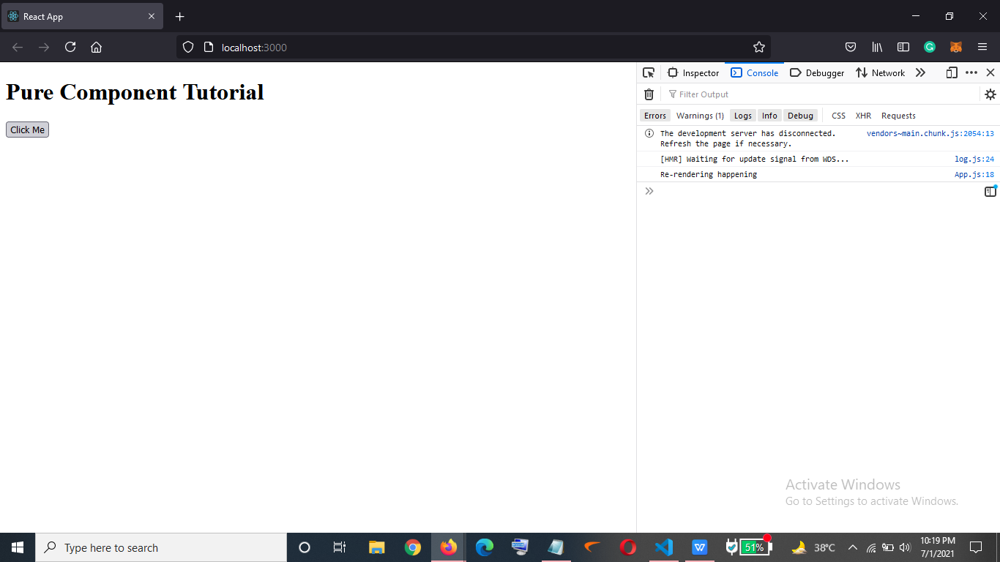 React App
localhost:3000
Pure Component Tutorial
Click Me
Inspector Console Debugger Network
Filter Output
Errors Warnings (1) Logs Info Debug CSS XHR Requests
The development server has disconnected. vendors~main.chunk.js:2054:13
Refresh the page if necessary.
[HMR] Waiting for update signal from WDS... log.js:24
Re-rendering happening App.js:18
Activate Windows
Go to Settings to activate Windows.
Type here to search
51%
38°C
10:19 PM
7/1/2021